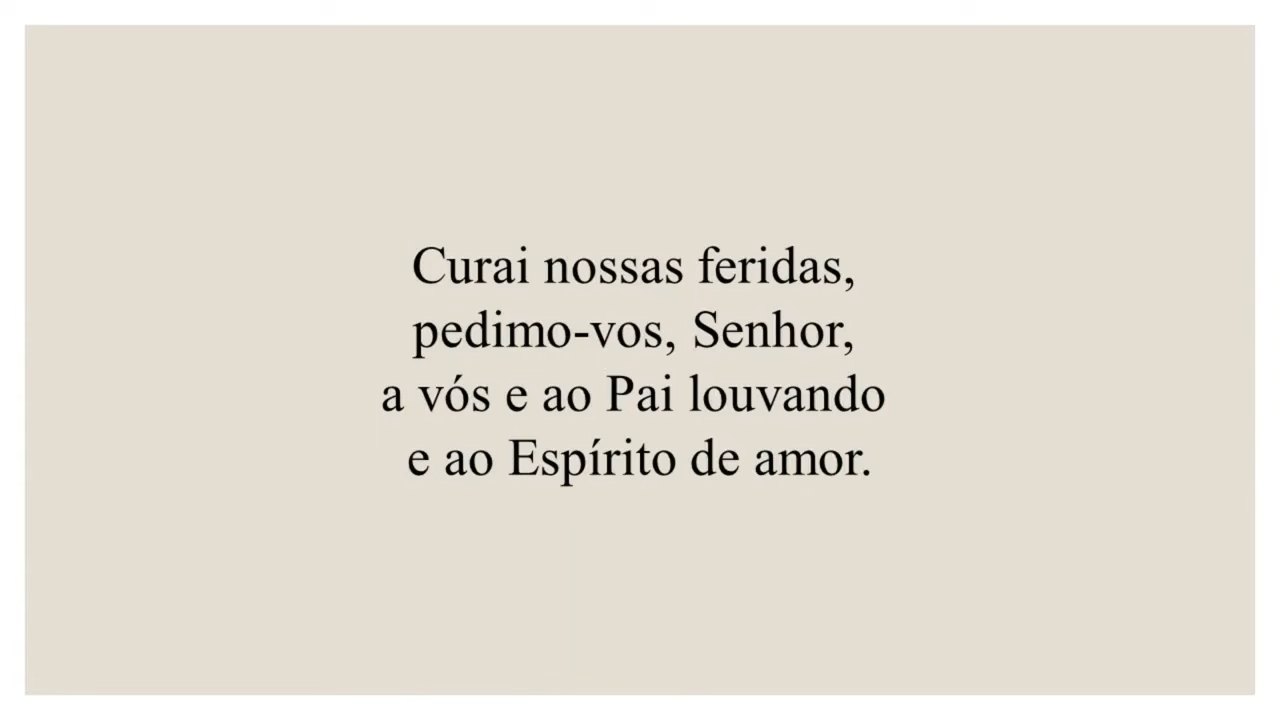 Curai nossas feridas,
pedimo-vos, Senhor,
a vós e ao Pai louvando
e ao Espírito de amor.